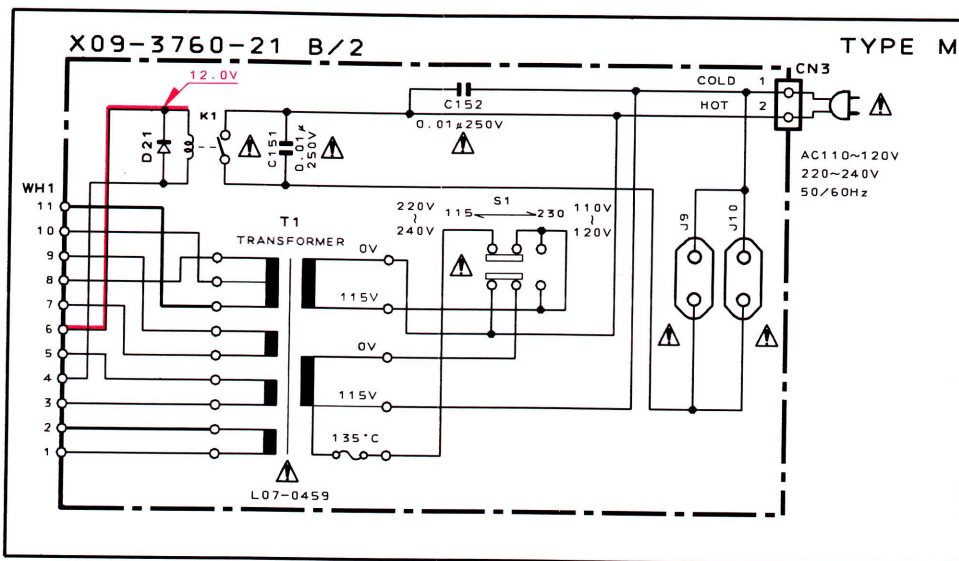 X09-3760-21 B/2
TYPE M
12.0V
D21
K1
C151
0.01µ
250V
C152
0.01µ250V
COLD 1
HOT 2
CN3
AC110~120V
220~240V
50/60Hz
WH1
11
10
9
8
7
6
5
4
3
2
1
T1
TRANSFORMER
0V
115V
0V
115V
135°C
L07-0459
220V
~
240V
S1
115 230
110V
~
120V
J9
J10